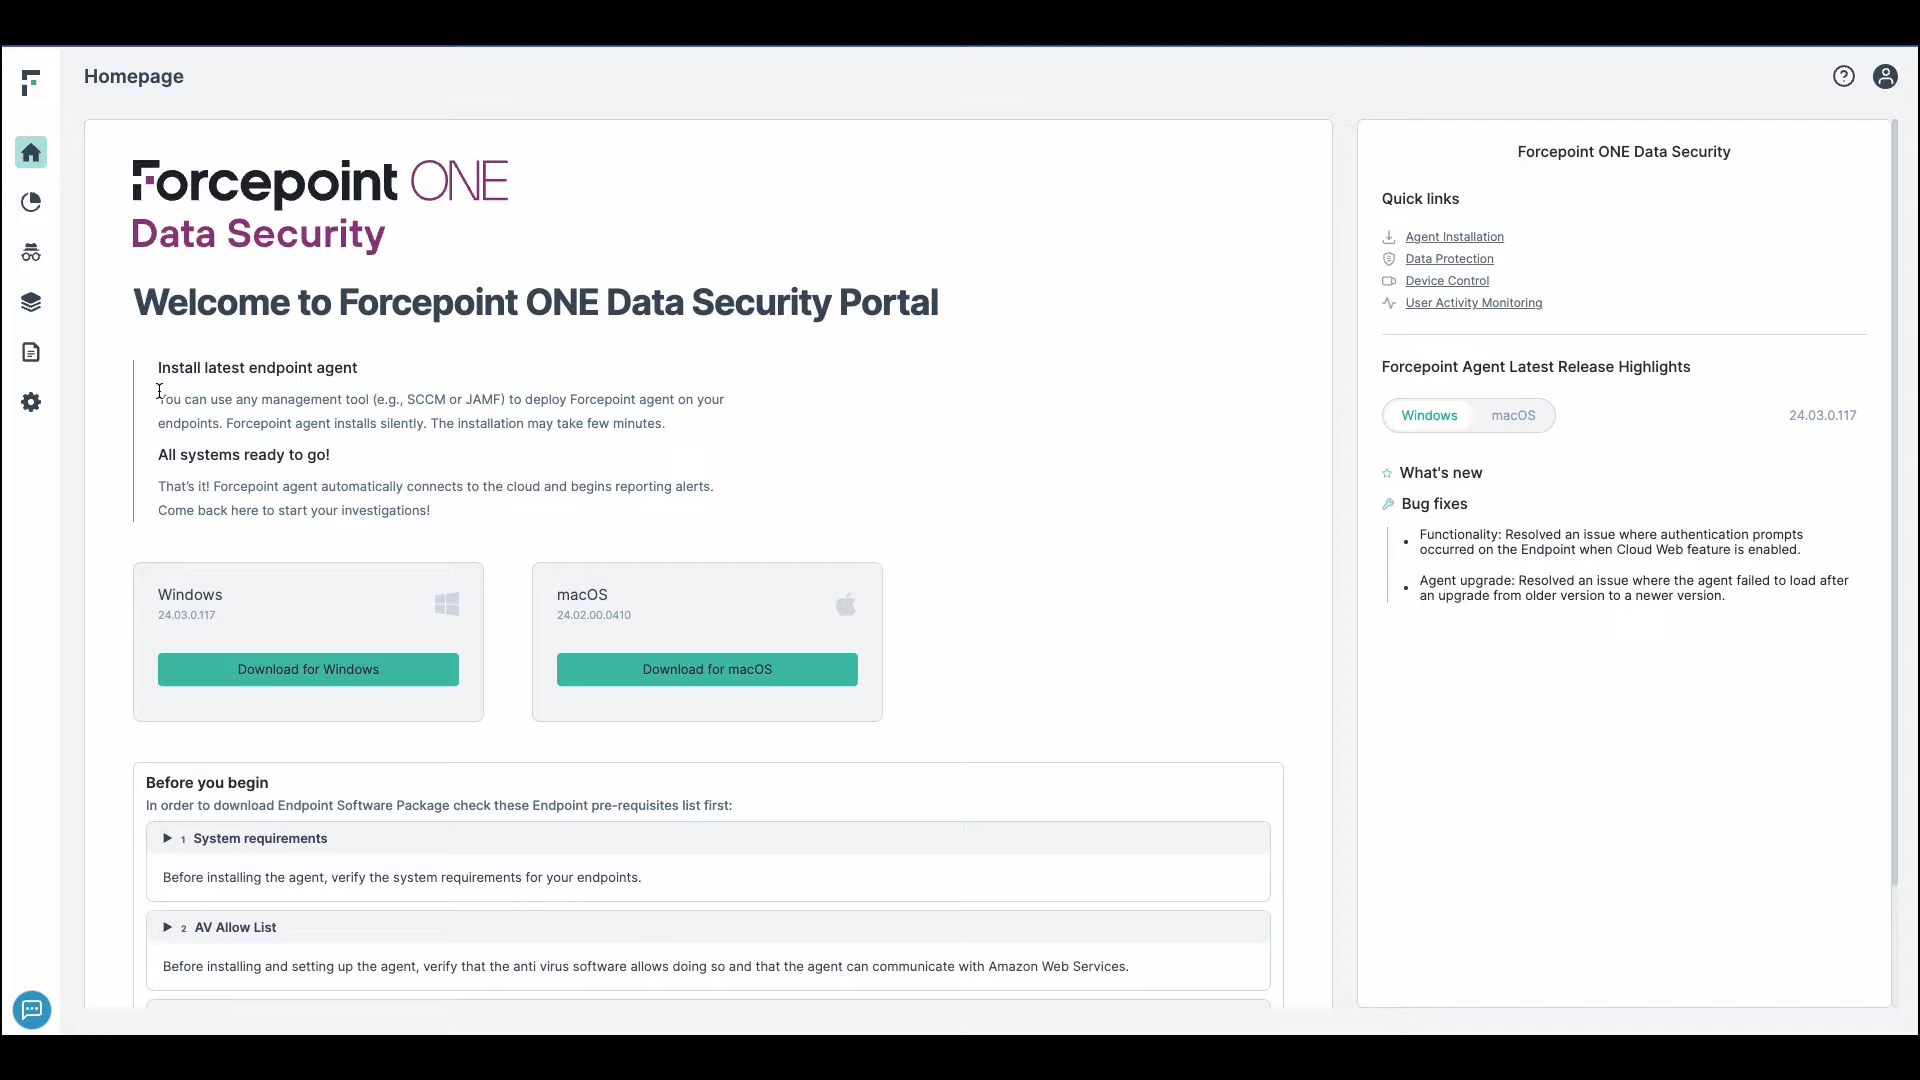 Homepage
Forcepoint ONE
Data Security
Welcome to Forcepoint ONE Data Security Portal
Install latest endpoint agent
You can use any management tool (e.g., SCCM or JAMF) to deploy Forcepoint agent on your
endpoints. Forcepoint agent installs silently. The installation may take few minutes.
All systems ready to go!
That's it! Forcepoint agent automatically connects to the cloud and begins reporting alerts.
Come back here to start your investigations!
Windows
24.03.0.117
Download for Windows
macOS
24.02.00.0410
Download for macOS
Before you begin
In order to download Endpoint Software Package check these Endpoint pre-requisites list first:
1 System requirements
Before installing the agent, verify the system requirements for your endpoints.
2 AV Allow List
Before installing and setting up the agent, verify that the anti virus software allows doing so and that the agent can communicate with Amazon Web Services.
Forcepoint ONE Data Security
Quick links
Agent Installation
Data Protection
Device Control
User Activity Monitoring
Forcepoint Agent Latest Release Highlights
Windows macOS 24.03.0.117
What's new
Bug fixes
• Functionality: Resolved an issue where authentication prompts
occurred on the Endpoint when Cloud Web feature is enabled.
• Agent upgrade: Resolved an issue where the agent failed to load after
an upgrade from older version to a newer version.